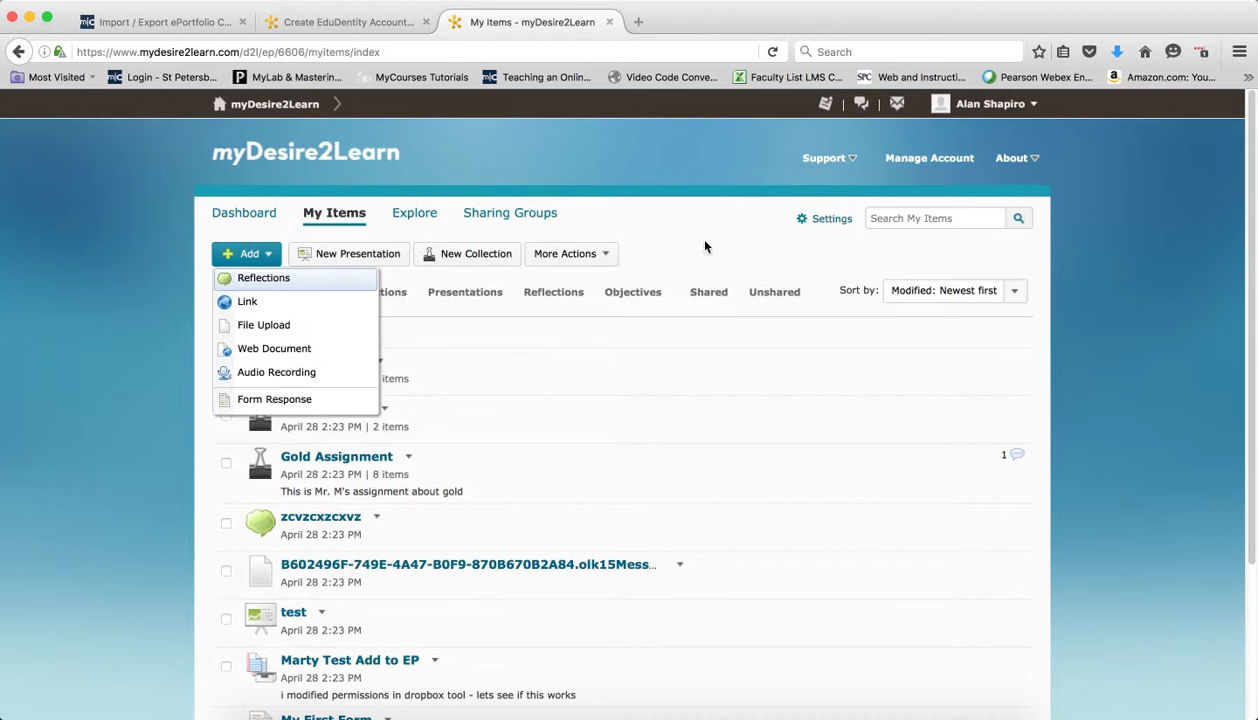 Import / Export ePortfolio C...
Create EduDentity Account...
My Items - myDesire2Learn
https://www.mydesire2learn.com/d2l/ep/6606/myitems/index
Search
Most Visited
Login - St Petersb...
MyLab & Masterin...
MyCourses Tutorials
Teaching an Online...
Video Code Conve...
Faculty List LMS C...
Web and Instructi...
Pearson Webex En...
Amazon.com: You...
myDesire2Learn
Alan Shapiro
myDesire2Learn
Support
Manage Account
About
Dashboard
My Items
Explore
Sharing Groups
Settings
Search My Items
Add
New Presentation
New Collection
More Actions
Reflections
Link
File Upload
Web Document
Audio Recording
Form Response
Presentations
Reflections
Objectives
Shared
Unshared
Sort by:
Modified: Newest first
items
April 28 2:23 PM | 2 items
Gold Assignment
1
April 28 2:23 PM | 8 items
This is Mr. M's assignment about gold
zcvzcxzcxvz
April 28 2:23 PM
B602496F-749E-4A47-B0F9-870B670B2A84.olk15Mess...
April 28 2:23 PM
test
April 28 2:23 PM
Marty Test Add to EP
April 28 2:23 PM
i modified permissions in dropbox tool - lets see if this works
My First Form